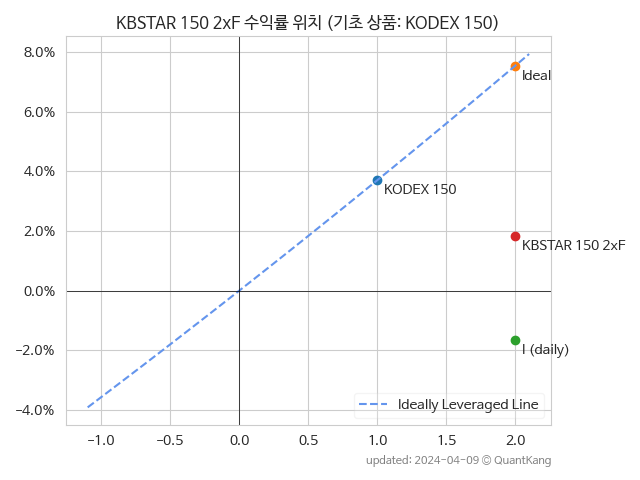 KBSTAR 150 2xF 수익률 위치 (기초 상품: KODEX 150)
8.0%
6.0%
4.0%
2.0%
0.0%
−2.0%
−4.0%
Ideal
KODEX 150
KBSTAR 150 2xF
I (daily)
Ideally Leveraged Line
−1.0
−0.5
0.0
0.5
1.0
1.5
2.0
updated: 2024-04-09 © QuantKang